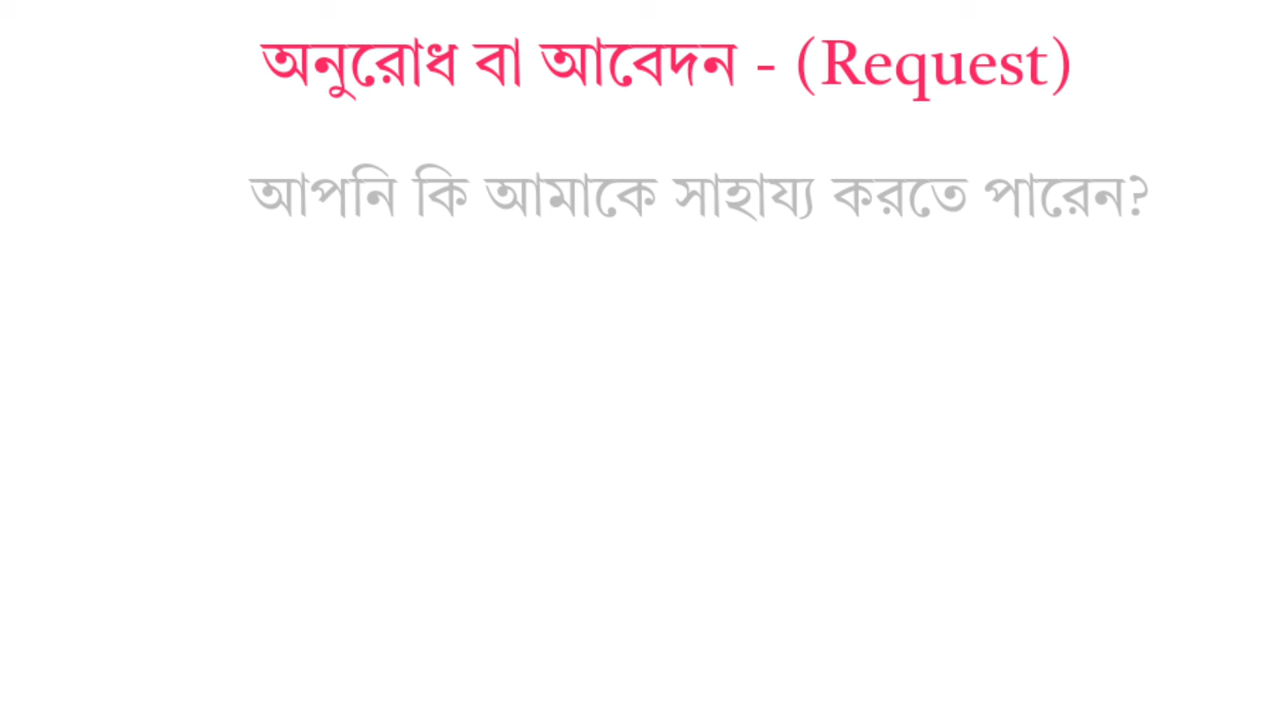 অনুরোধ বা আবেদন - (Request)
আপনি কি আমাকে সাহায্য করতে পারেন?